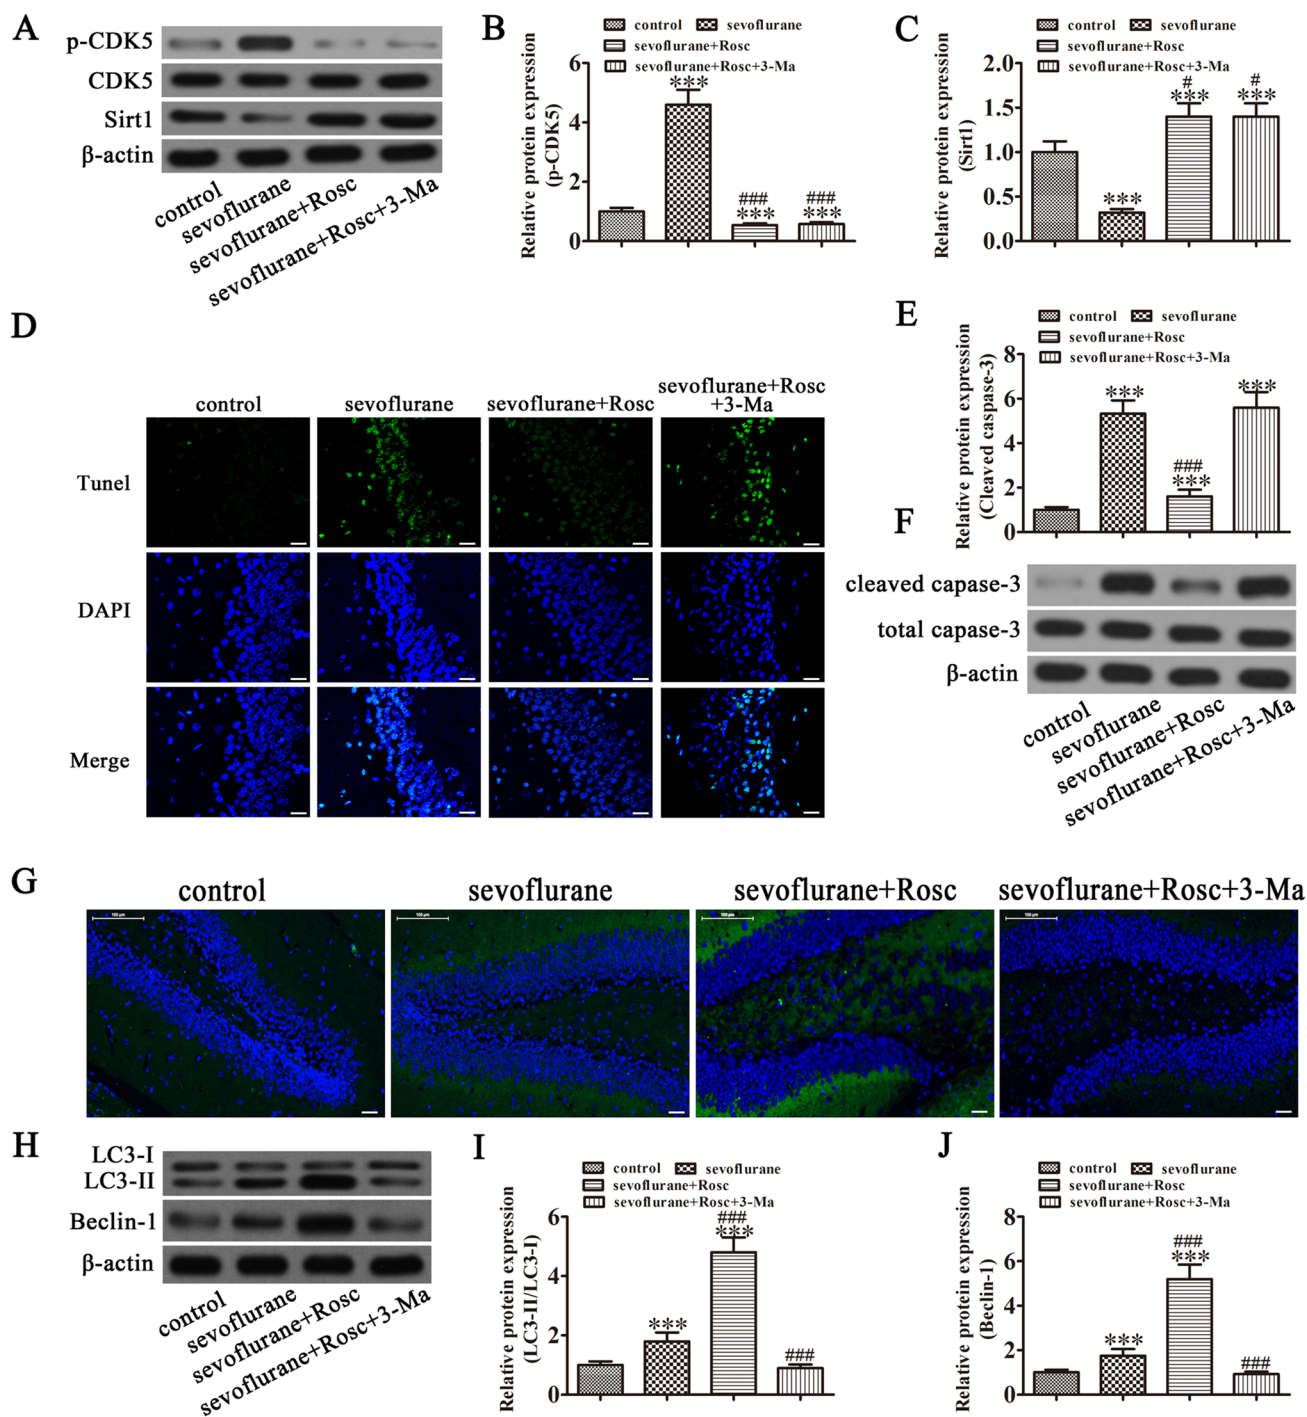 A
p-CDK5
CDK5
Sirt1
β-actin
control
sevoflurane
sevoflurane+Rosc
sevoflurane+Rosc+3-Ma
B
control
sevoflurane
sevoflurane+Rosc
sevoflurane+Rosc+3-Ma
Relative protein expression
(p-CDK5)
6
4
2
0
***
###
***
###
***
C
control
sevoflurane
sevoflurane+Rosc
sevoflurane+Rosc+3-Ma
Relative protein expression
(Sirt1)
2.0
1.5
1.0
0.5
0.0
***
#
***
#
***
D
control
sevoflurane
sevoflurane+Rosc
sevoflurane+Rosc
+3-Ma
Tunel
DAPI
Merge
E
control
sevoflurane
sevoflurane+Rosc
sevoflurane+Rosc+3-Ma
Relative protein expression
(Cleaved caspase-3)
8
6
4
2
0
***
###
***
***
F
cleaved capase-3
total capase-3
β-actin
control
sevoflurane
sevoflurane+Rosc
sevoflurane+Rosc+3-Ma
G
control
sevoflurane
sevoflurane+Rosc
sevoflurane+Rosc+3-Ma
100 μm
100 μm
100 μm
100 μm
H
LC3-I
LC3-II
Beclin-1
β-actin
control
sevoflurane
sevoflurane+Rosc
sevoflurane+Rosc+3-Ma
I
control
sevoflurane
sevoflurane+Rosc
sevoflurane+Rosc+3-Ma
Relative protein expression
(LC3-II/LC3-I)
6
4
2
0
***
###
***
###
J
control
sevoflurane
sevoflurane+Rosc
sevoflurane+Rosc+3-Ma
Relative protein expression
(Beclin-1)
8
6
4
2
0
***
###
***
###